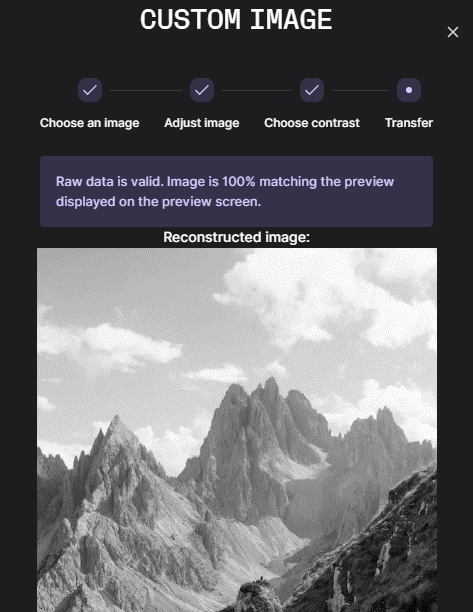 CUSTOM IMAGE
Choose an image
Adjust image
Choose contrast
Transfer
Raw data is valid. Image is 100% matching the preview
displayed on the preview screen.
Reconstructed image: